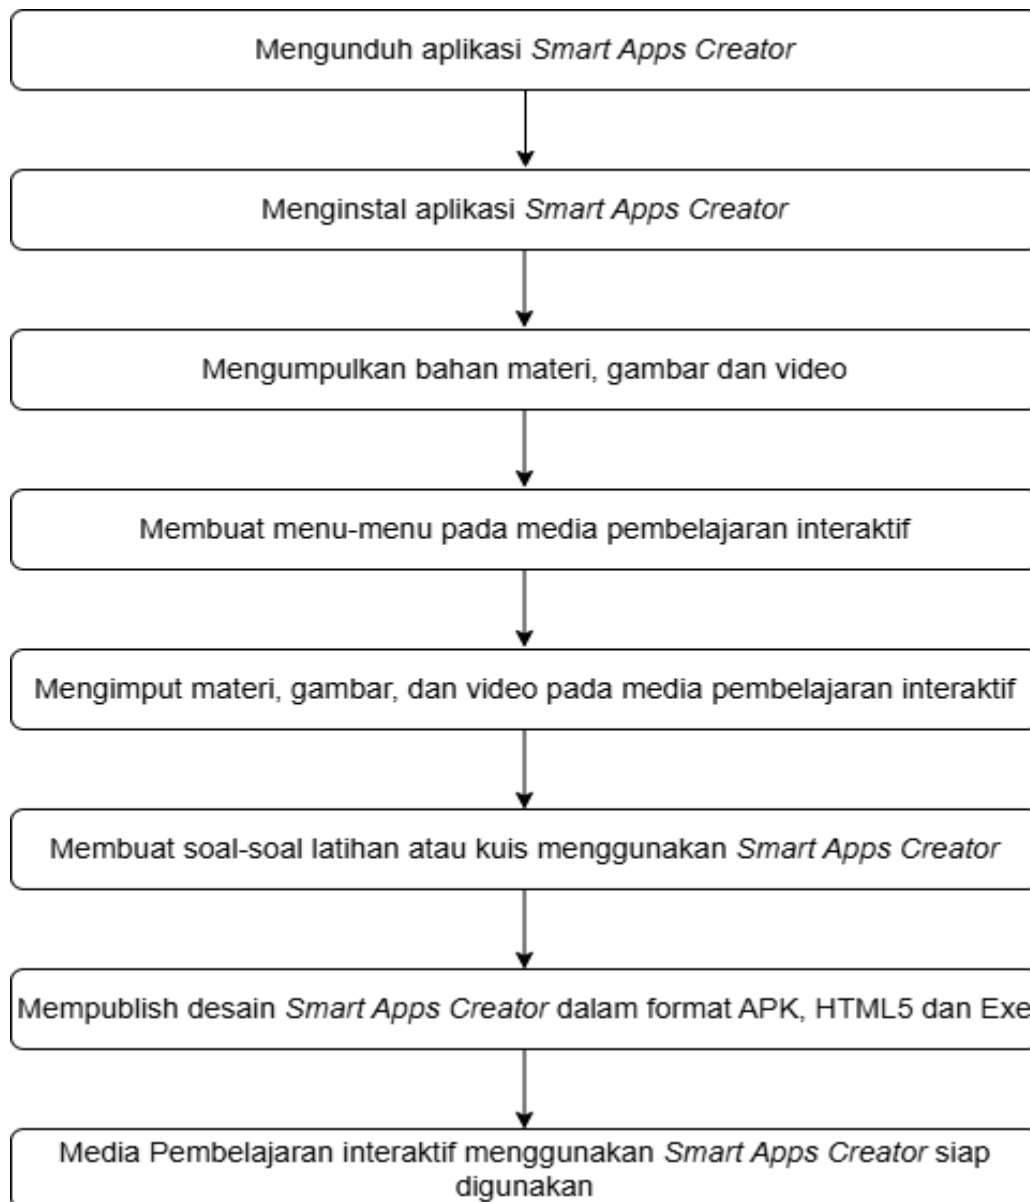 Mengunduh aplikasi Smart Apps Creator
Menginstal aplikasi Smart Apps Creator
Mengumpulkan bahan materi, gambar dan video
Membuat menu-menu pada media pembelajaran interaktif
Mengimput materi, gambar, dan video pada media pembelajaran interaktif
Membuat soal-soal latihan atau kuis menggunakan Smart Apps Creator
Mempublish desain Smart Apps Creator dalam format APK, HTML5 dan Exe
Media Pembelajaran interaktif menggunakan Smart Apps Creator siap
digunakan